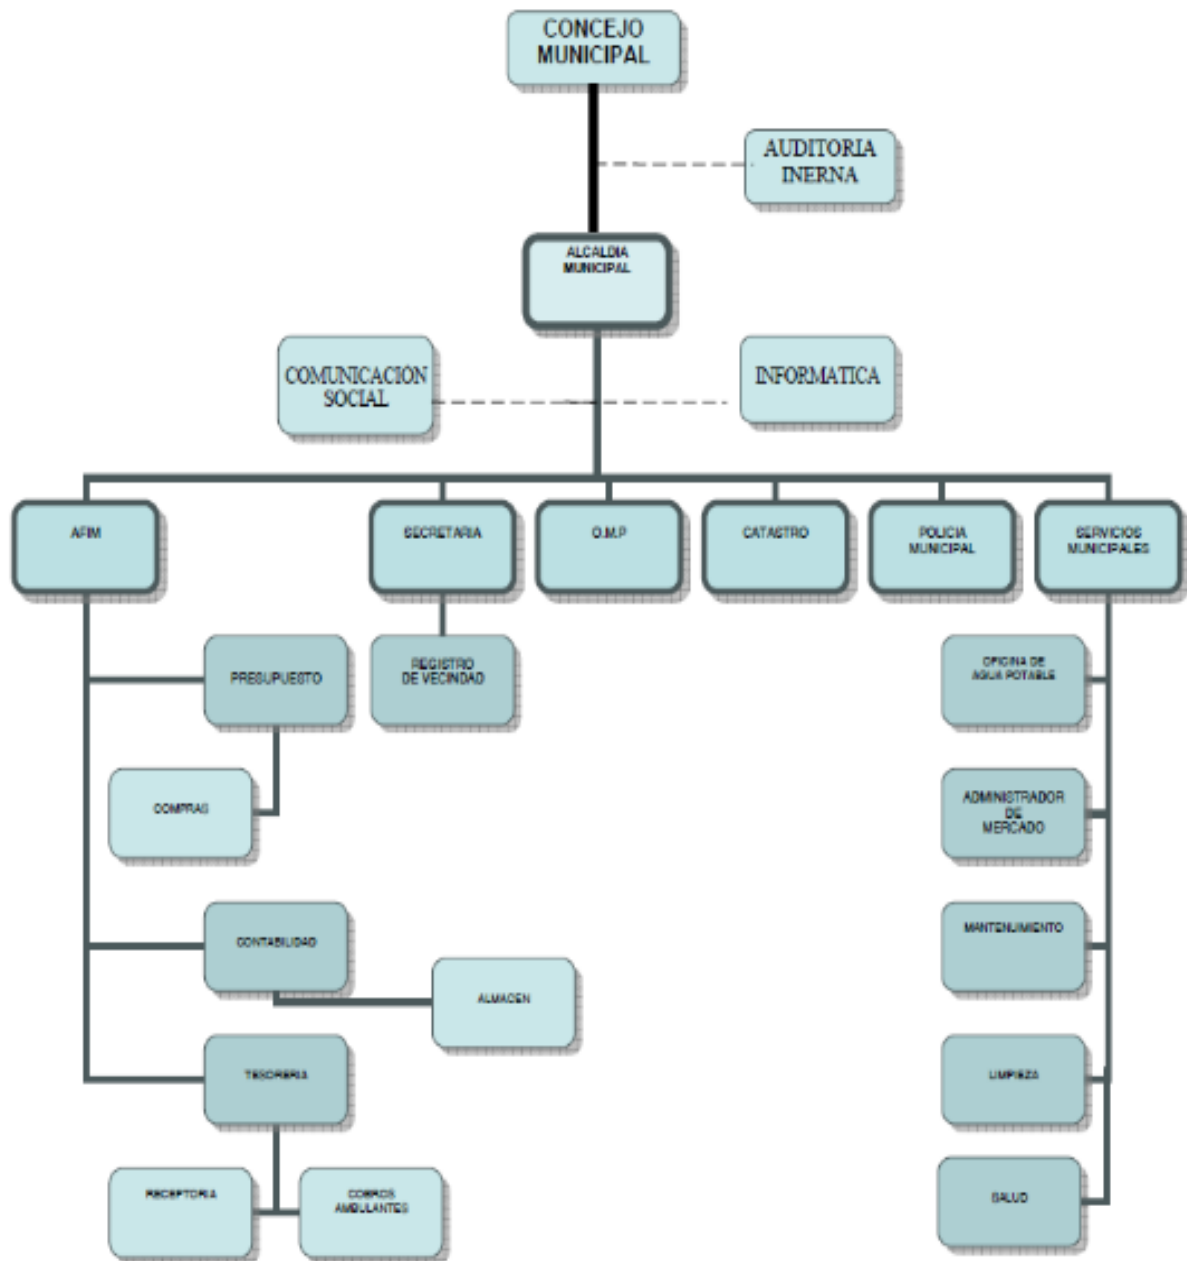 CONCEJO
MUNICIPAL
AUDITORIA
INERNA
ALCALDIA
MUNICIPAL
COMUNICACIÓN
SOCIAL
INFORMATICA
AFIM
SECRETARIA
O.M.P
CATASTRO
POLICIA
MUNICIPAL
SERVICIOS
MUNICIPALES
PRESUPUESTO
REGISTRO
DE VECINDAD
OFICINA DE
AGUA POTABLE
COMPRAS
ADMINISTRADOR
DE
MERCADO
CONTABILIDAD
MANTENIMIENTO
ALMACEN
TESORERIA
LIMPIEZA
RECEPTORIA
COBROS
AMBULANTES
SALUD